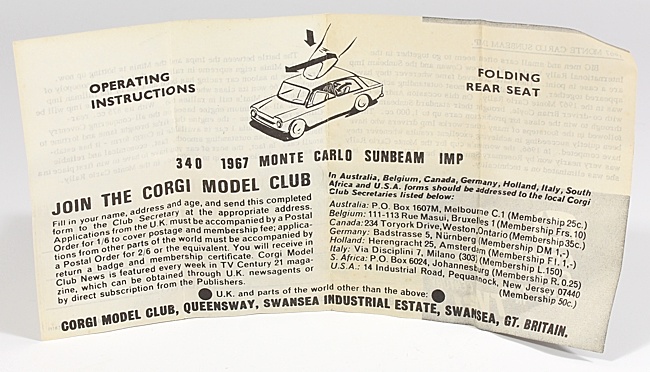 OPERATING
INSTRUCTIONS
FOLDING
REAR SEAT
340 1967 MONTE CARLO SUNBEAM IMP
JOIN THE CORGI MODEL CLUB
Fill in your name, address and age, and send this completed
form to the Club Secretary at the appropriate address.
Applications from the U.K. must be accompanied by a Postal
Order for 1/6 to cover postage and membership fee; applica-
tions from other parts of the world must be accompanied by
a Postal Order for 2/6 or the equivalent. You will receive in
return a badge and membership certificate. Corgi Model
Club News is featured every week in TV Century 21 maga-
zine, which can be obtained through U.K. newsagents or
by direct subscription from the Publishers.
In Australia, Belgium, Canada, Germany, Holland, Italy, South
Africa and U.S.A. forms should be addressed to the local Corgi
Club Secretaries listed below:
Australia: P.O. Box 1607M, Melbourne C.1 (Membership 25c.)
Belgium: 111-113 Rue Masui, Bruxelles 1 (Membership Frs. 10)
Canada: 234 Toryork Drive, Weston, Ontario (Membership 35c.)
Germany: Badstrasse 5, Nürnberg (Membership DM 1.-)
Holland: Herengracht 25, Amsterdam (Membership Fl. 1.-)
Italy: Via Disciplini 7, Milano (303) (Membership L.150)
S. Africa: P.O. Box 6024, Johannesburg (Membership R. 0.25)
U.S.A.: 14 Industrial Road, Pequannock, New Jersey 07440
(Membership 50c.)
U.K. and parts of the world other than the above:
CORGI MODEL CLUB, QUEENSWAY, SWANSEA INDUSTRIAL ESTATE, SWANSEA, GT. BRITAIN.